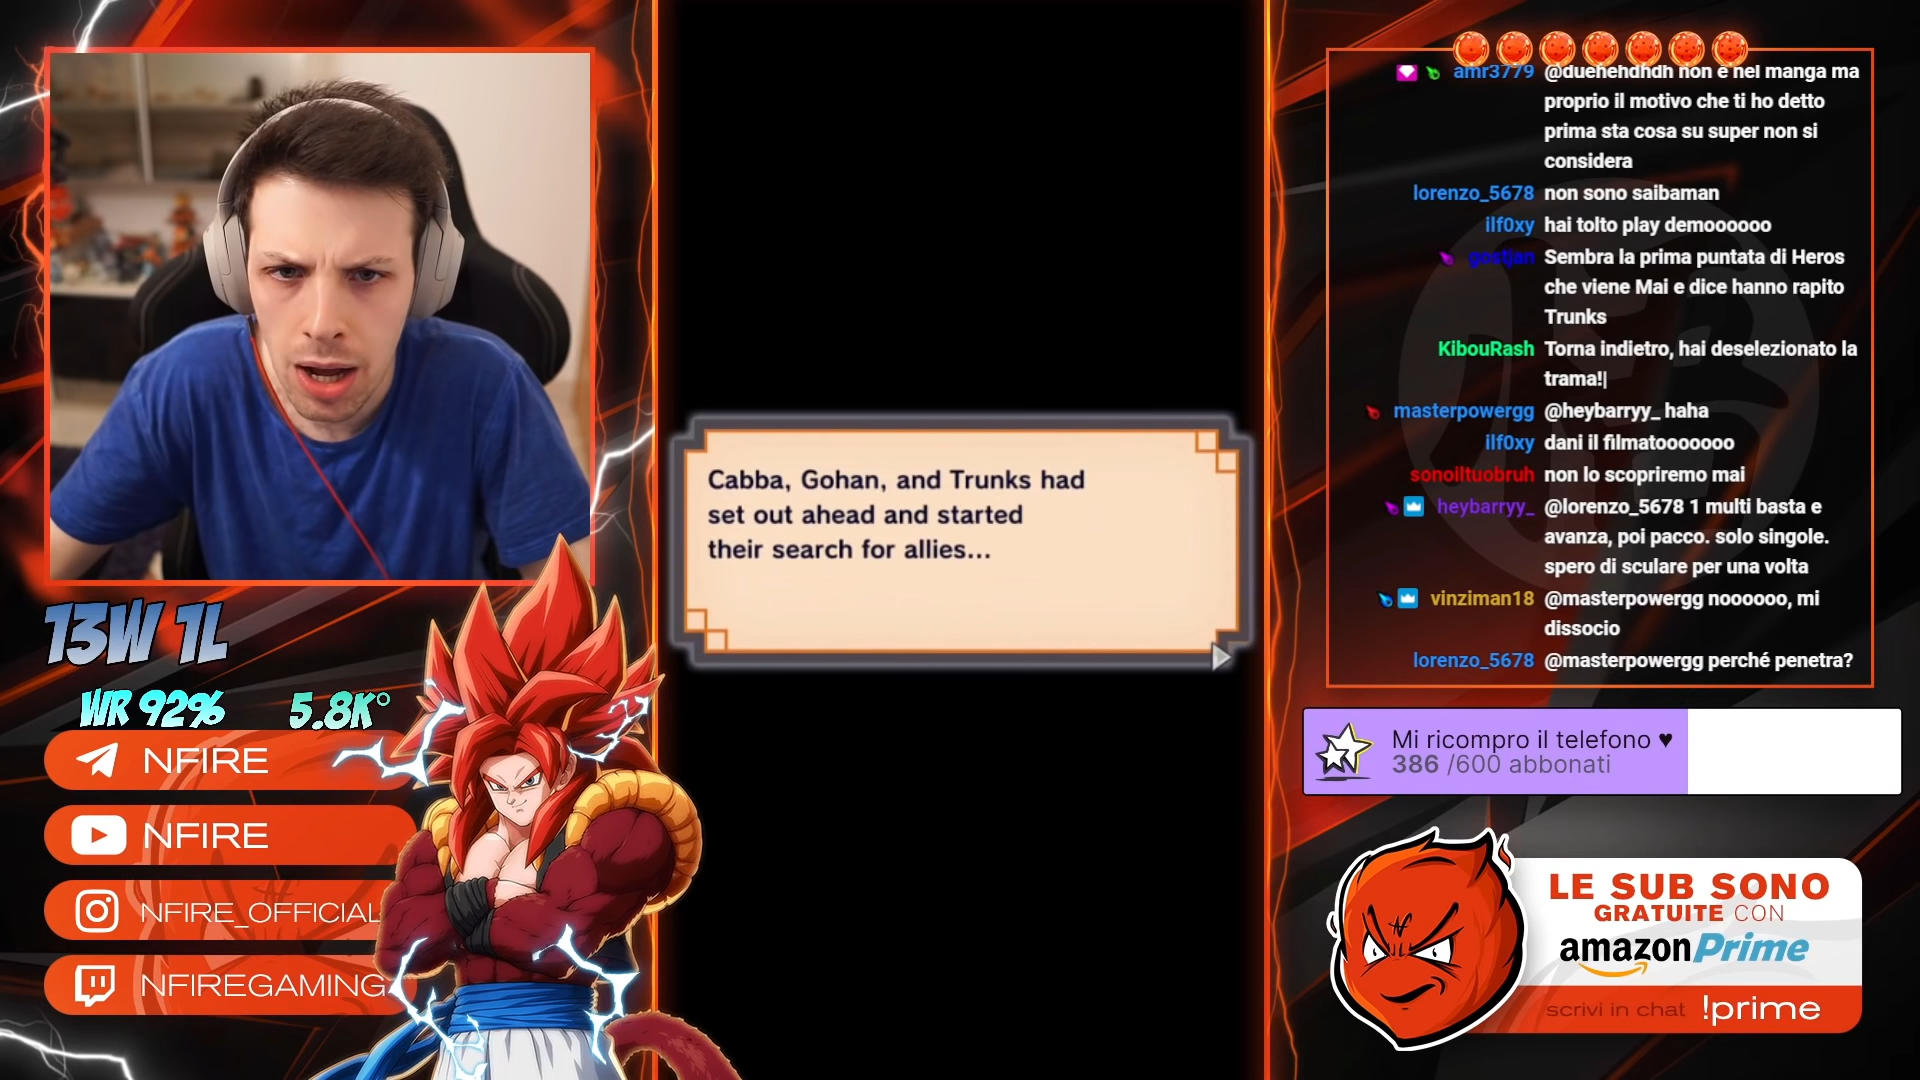 Cabba, Gohan, and Trunks had
set out ahead and started
their search for allies...
13W 1L
WR 92% 5.8K°
NFIRE
NFIRE
NFIRE_OFFICIAL
NFIREGAMING
amr3779 @duehehdhdh non è nel manga ma
proprio il motivo che ti ho detto
prima sta cosa su super non si
considera
lorenzo_5678 non sono saibaman
ilf0xy hai tolto play demoooooo
gostjan Sembra la prima puntata di Heros
che viene Mai e dice hanno rapito
Trunks
KibouRash Torna indietro, hai deselezionato la
trama!|
masterpowergg @heybarryy_ haha
ilf0xy dani il filmatooooooo
sonoiltuobruh non lo scopriremo mai
heybarryy_ @lorenzo_5678 1 multi basta e
avanza, poi pacco. solo singole.
spero di sculare per una volta
vinziman18 @masterpowergg noooooo, mi
dissocio
lorenzo_5678 @masterpowergg perché penetra?
Mi ricompro il telefono ♥
386 /600 abbonati
LE SUB SONO
GRATUITE CON
amazon Prime
scrivi in chat !prime